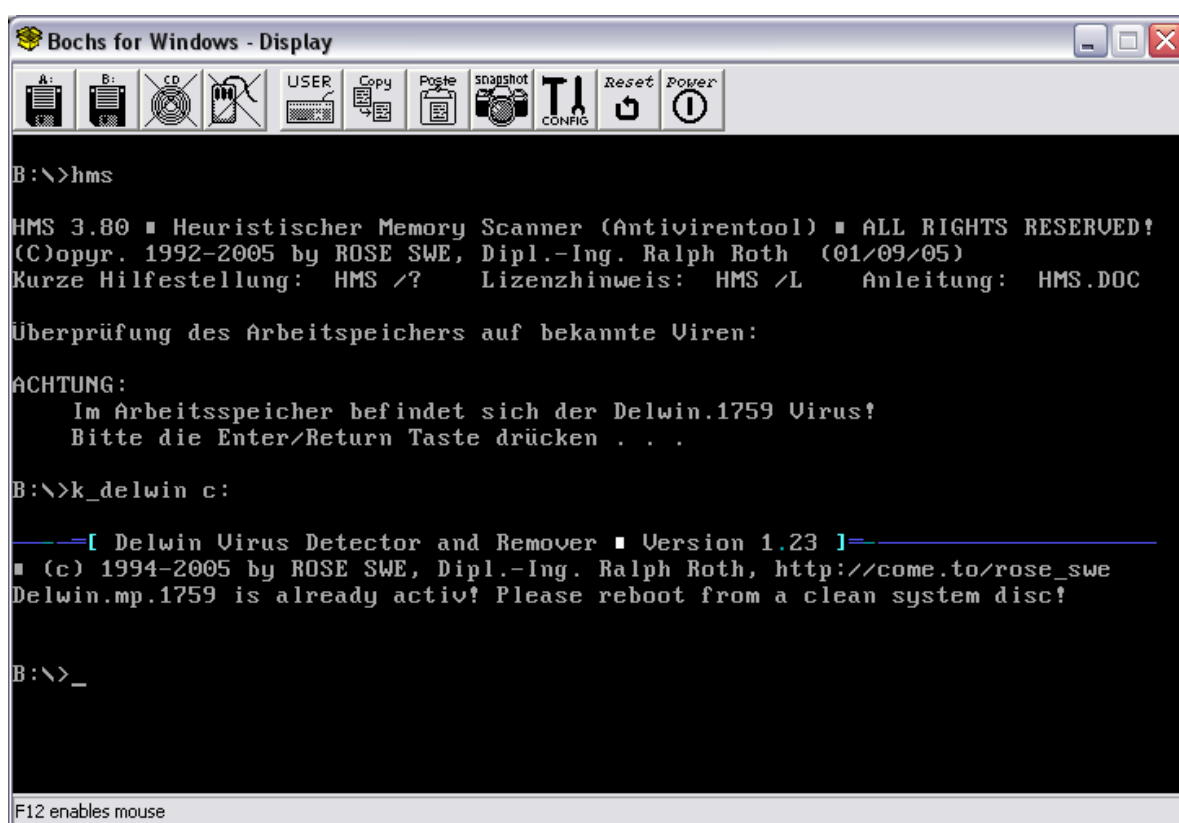 Bochs for Windows - Display
A: B: CD USER Copy Paste snapshot CONFIG Reset Power
B:\>hms
HMS 3.80 ■ Heuristischer Memory Scanner (Antivirentool) ■ ALL RIGHTS RESERVED!
(C)opyr. 1992-2005 by ROSE SWE, Dipl.-Ing. Ralph Roth (01/09/05)
Kurze Hilfestellung: HMS /? Lizenzhinweis: HMS /L Anleitung: HMS.DOC
Überprüfung des Arbeitspeichers auf bekannte Viren:
ACHTUNG:
Im Arbeitsspeicher befindet sich der Delwin.1759 Virus!
Bitte die Enter/Return Taste drücken . . .
B:\>k_delwin c:
[ Delwin Virus Detector and Remover ■ Version 1.23 ]
■ (c) 1994-2005 by ROSE SWE, Dipl.-Ing. Ralph Roth, http://come.to/rose_swe
Delwin.mp.1759 is already activ! Please reboot from a clean system disc!
B:\>_
F12 enables mouse